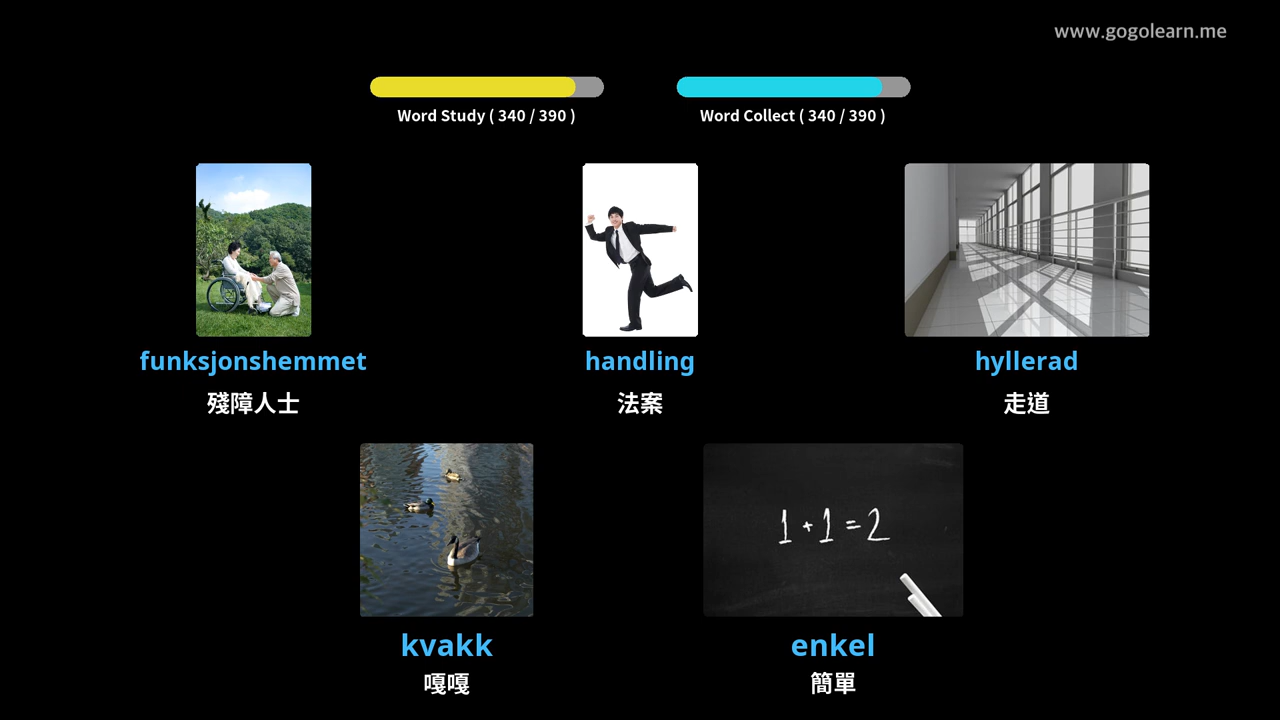 www.gogolearn.me
Word Study ( 340 / 390 )
Word Collect ( 340 / 390 )
funksjonshemmet
殘障人士
handling
法案
hyllerad
走道
1 + 1 = 2
kvakk
嘎嘎
enkel
簡單